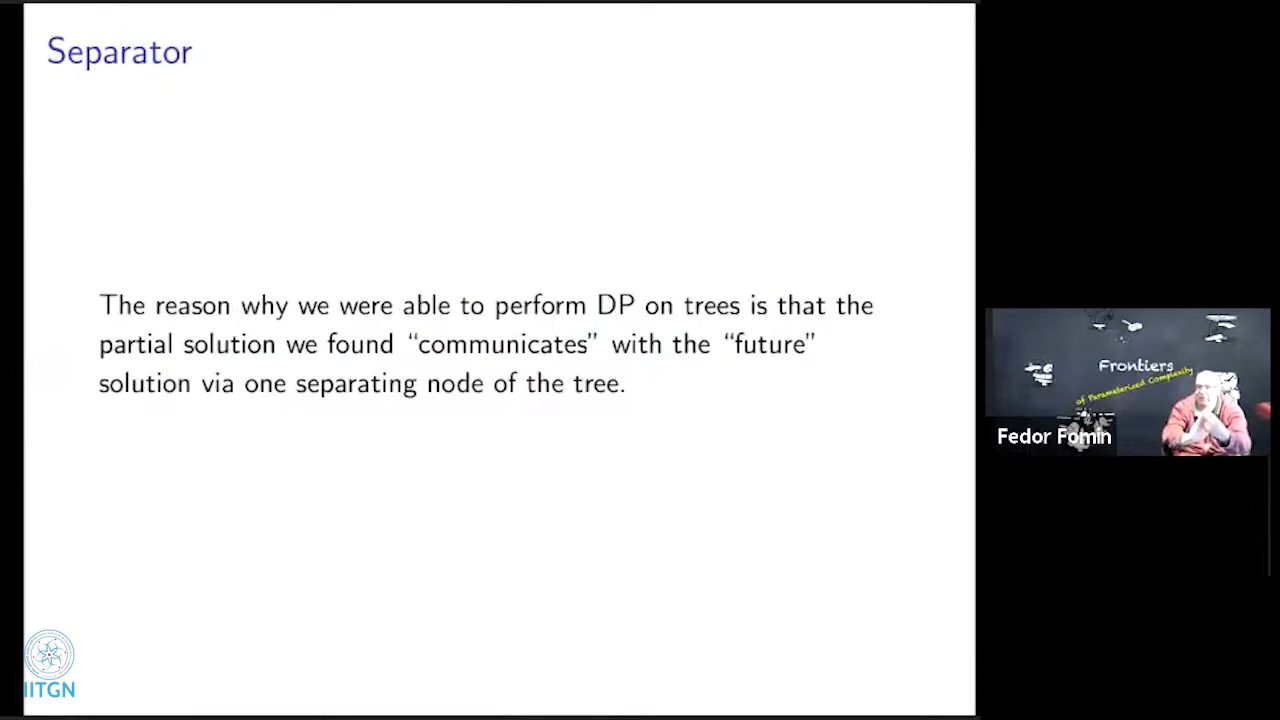 Separator
The reason why we were able to perform DP on trees is that the
partial solution we found “communicates” with the “future”
solution via one separating node of the tree.
Frontiers
of Parameterized Complexity
Fedor Fomin
IITGN